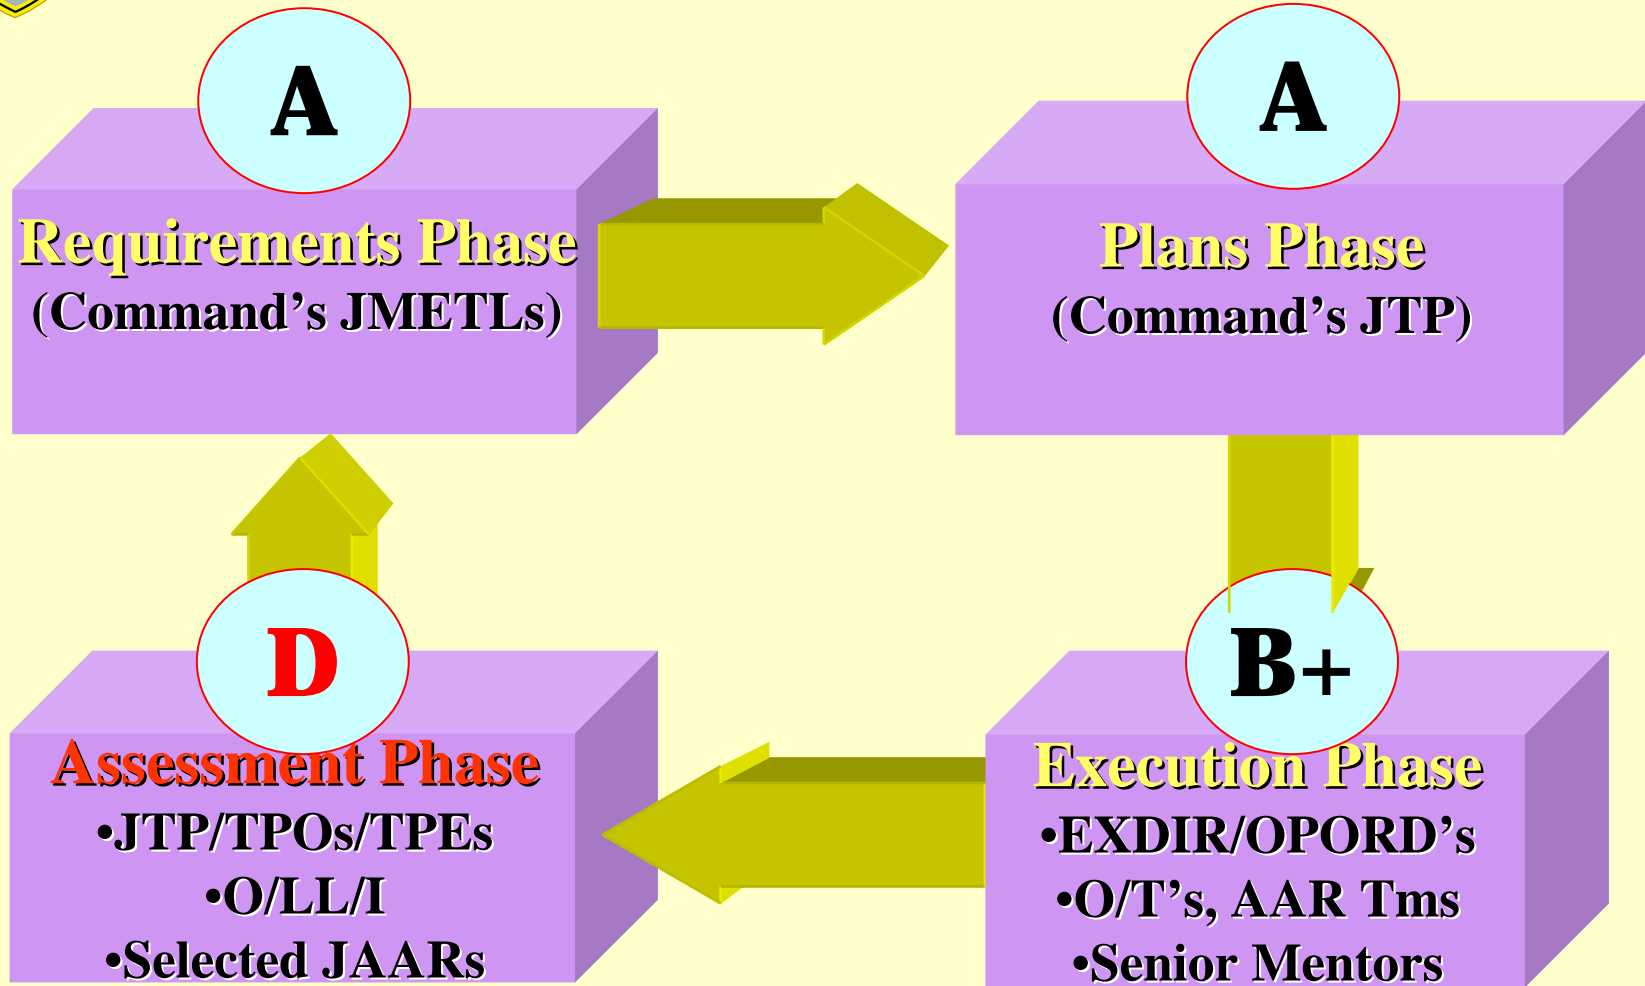 A
Requirements Phase
(Command’s JMETLs)
A
Plans Phase
(Command’s JTP)
D
Assessment Phase
•JTP/TPOs/TPEs
•O/LL/I
•Selected JAARs
B+
Execution Phase
•EXDIR/OPORD’s
•O/T’s, AAR Tms
•Senior Mentors